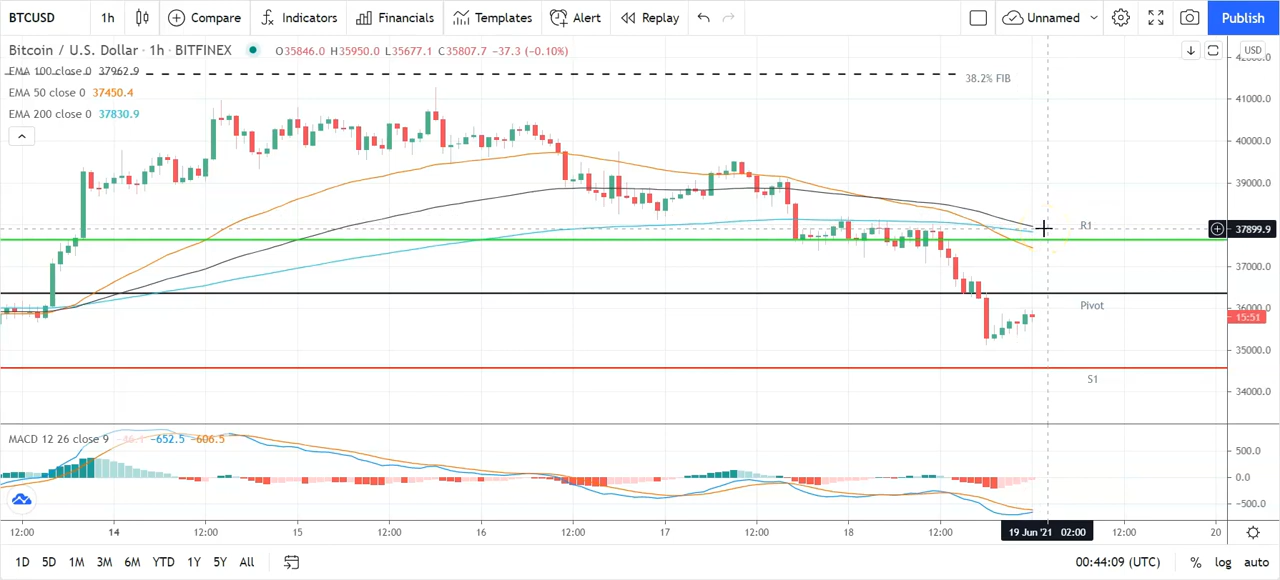 BTCUSD 1h Compare Indicators Financials Templates Alert Replay Unnamed Publish
Bitcoin / U.S. Dollar · 1h · BITFINEX O35846.0 H35950.0 L35677.1 C35807.7 −37.3 (−0.10%) USD
EMA 100 close 0 37962.9
38.2% FIB
EMA 50 close 0 37450.4
41000.0
EMA 200 close 0 37830.9
40000.0
39000.0
R1
37899.9
37000.0
Pivot
36000.0
15:51
35000.0
S1
34000.0
MACD 12 26 close 9 −46.1 −652.5 −606.5
500.0
0.0
−500.0
12:00 14 12:00 15 12:00 16 12:00 17 12:00 18 12:00 19 Jun '21 02:00 12:00 20
1D 5D 1M 3M 6M YTD 1Y 5Y All 00:44:09 (UTC) % log auto